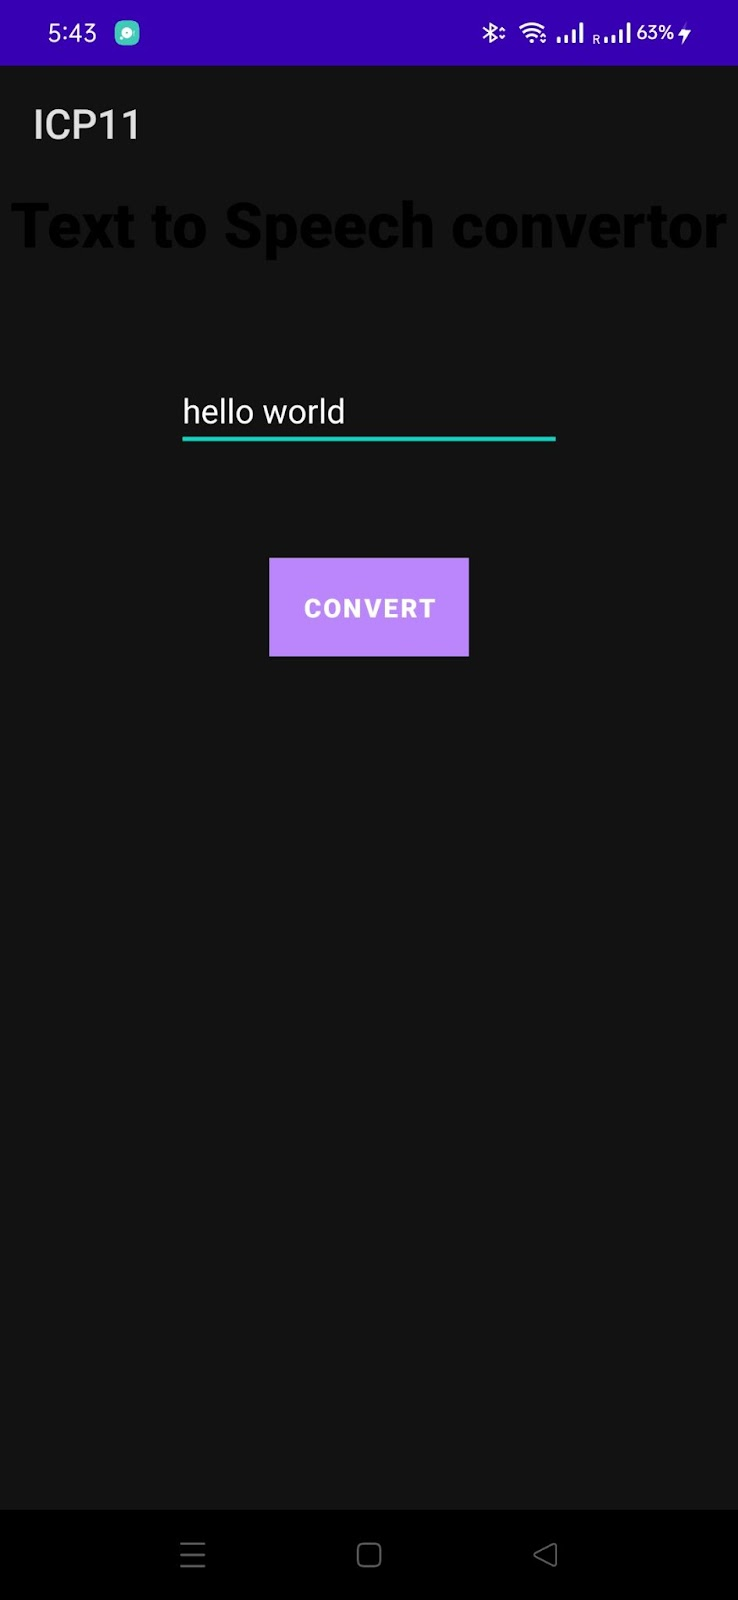 5:43 R 63%
ICP11
Text to Speech convertor
hello world
CONVERT